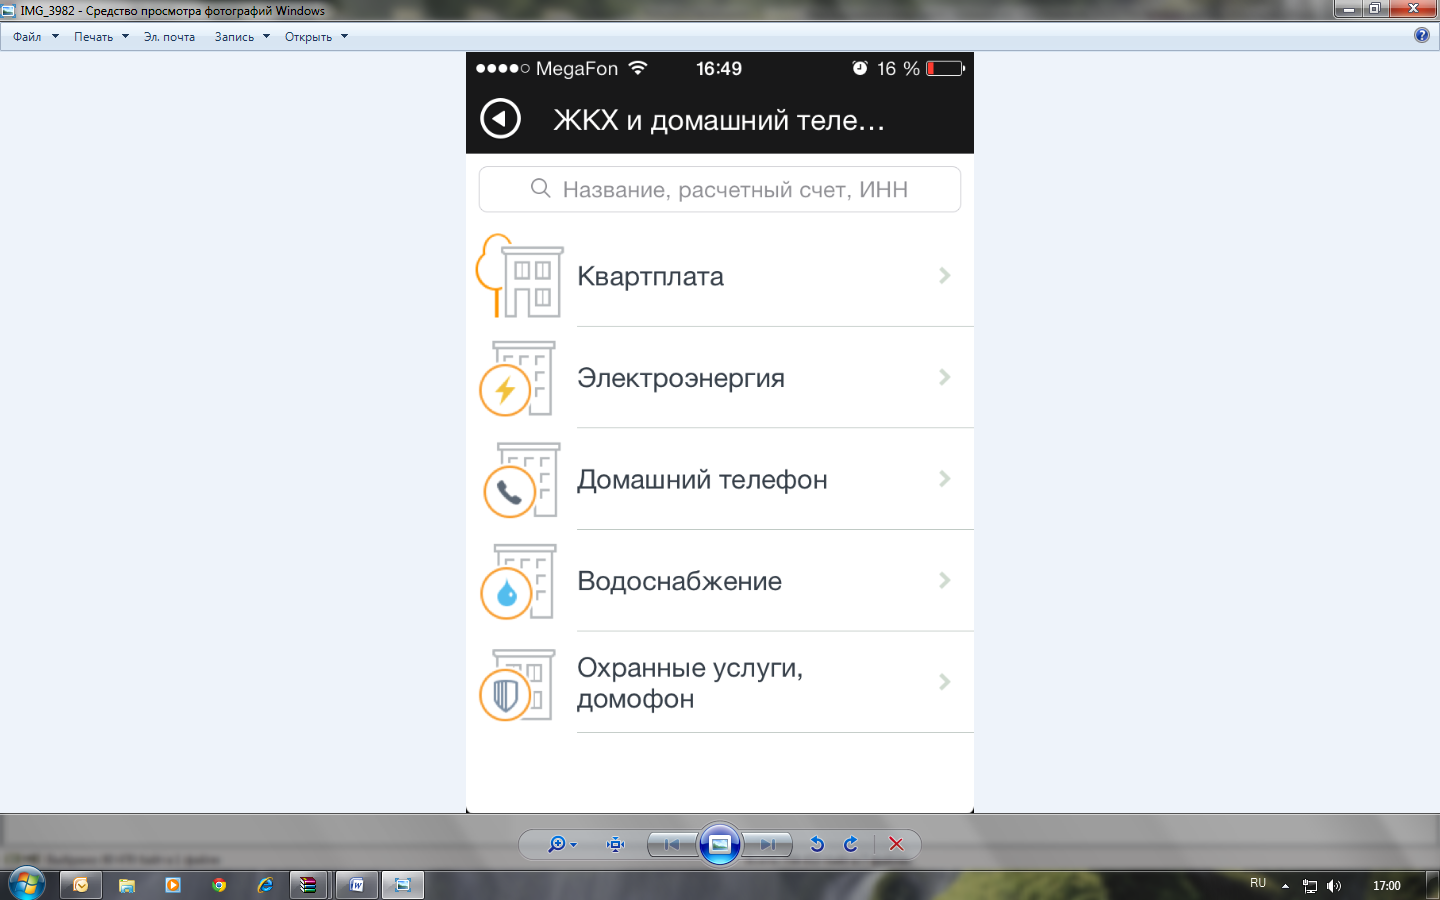 IMG_3982 - Средство просмотра фотографий Windows
Файл Печать Эл. почта Запись Открыть
MegaFon 16:49 16 %
ЖКХ и домашний теле...
Название, расчетный счет, ИНН
Квартплата
Электроэнергия
Домашний телефон
Водоснабжение
Охранные услуги,
домофон
RU 17:00